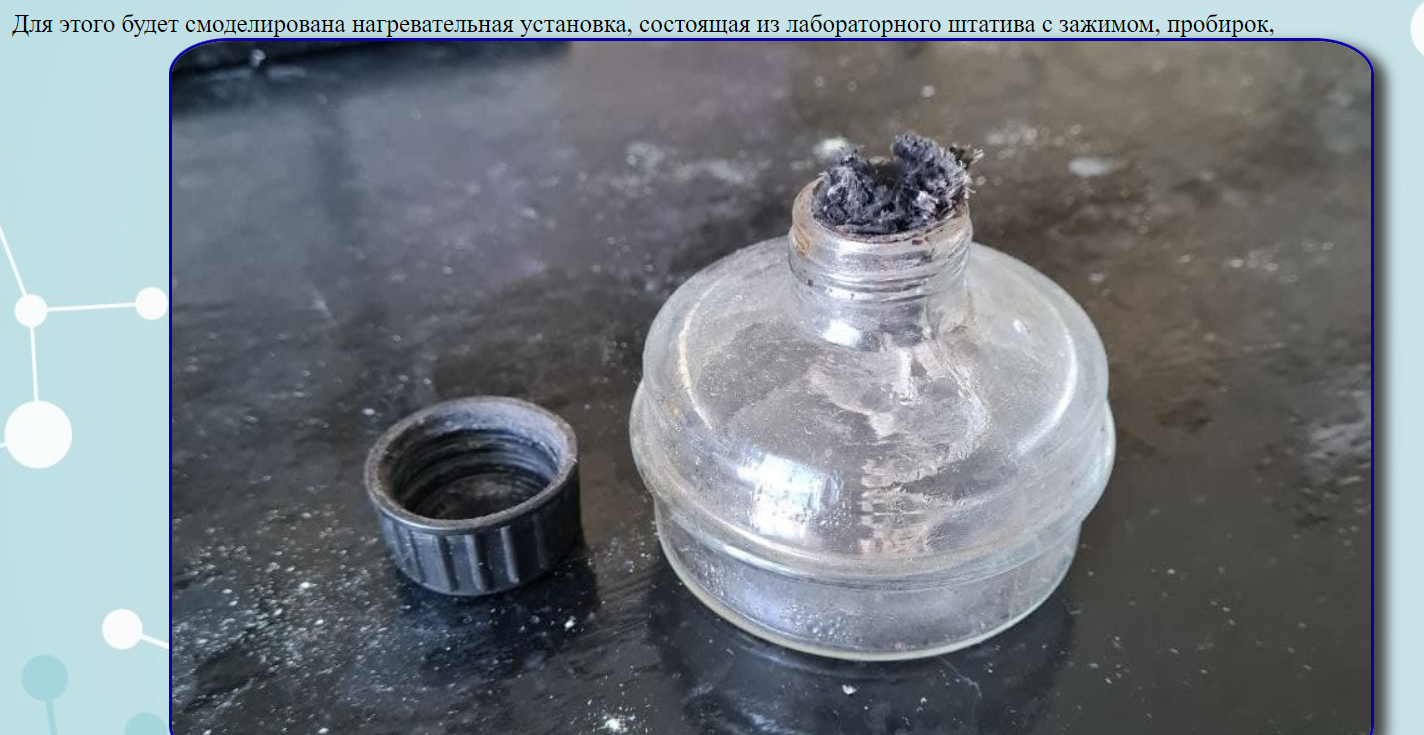 Для этого будет смоделирована нагревательная установка, состоящая из лабораторного штатива с зажимом, пробирок,